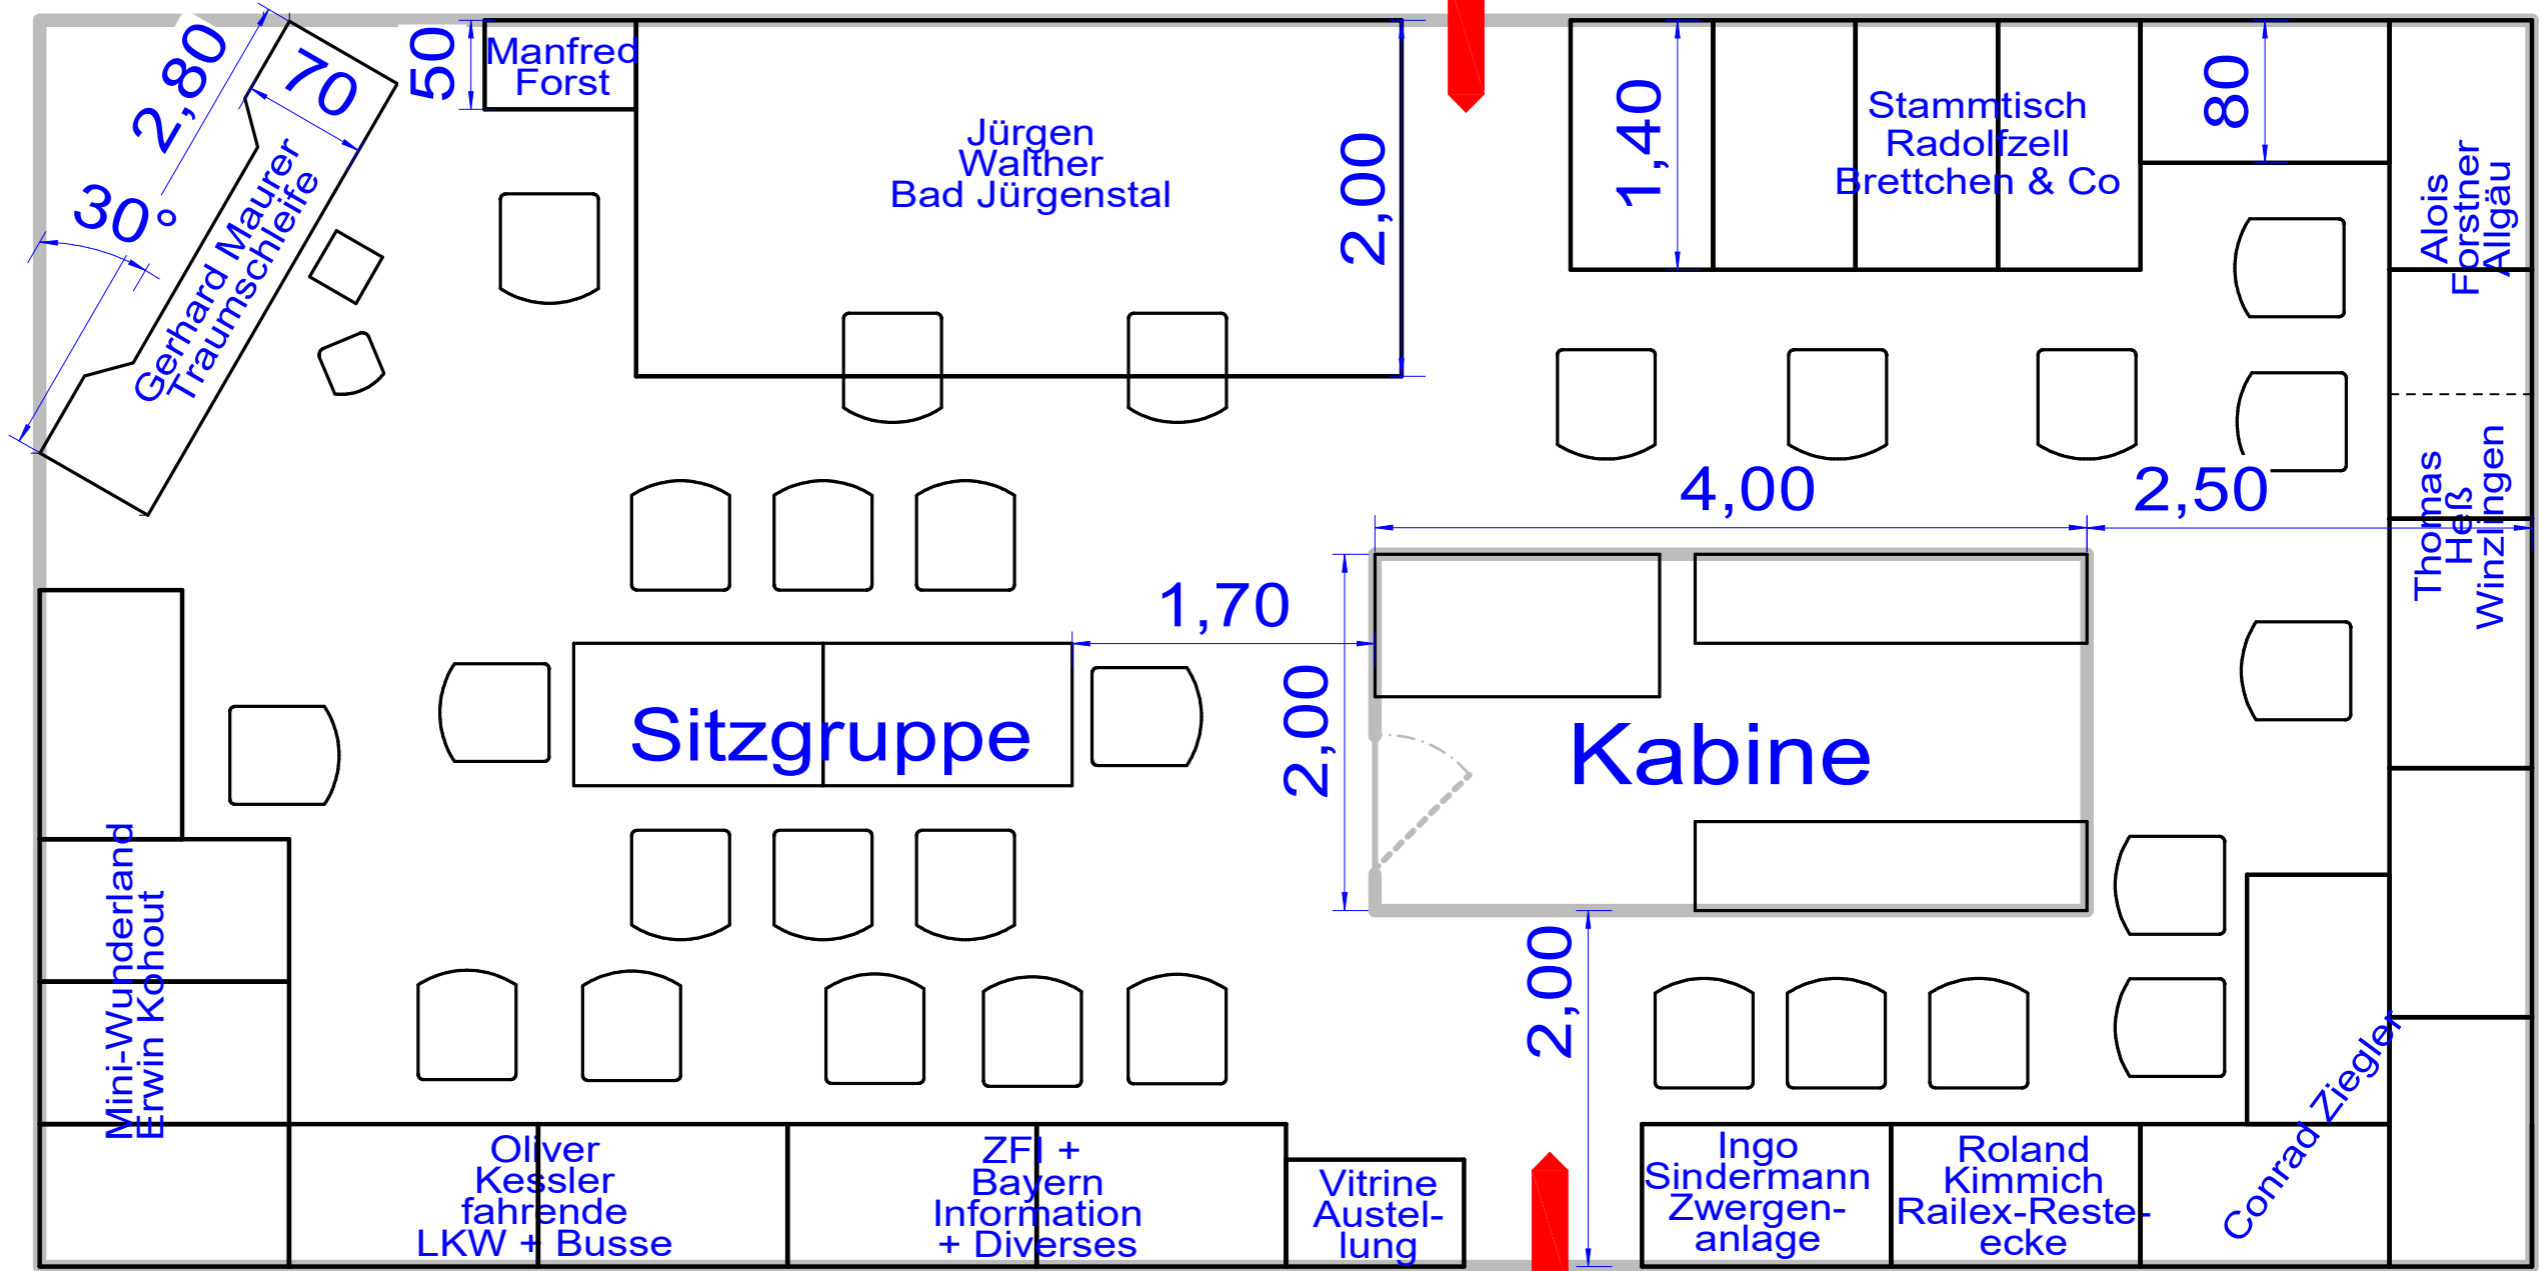 2,80
70
30°
Gerhard Maurer
Traumschleife
50
Manfred
Forst
Jürgen
Walther
Bad Jürgenstal
2,00
1,40
Stammtisch
Radolfzell
Brettchen & Co
80
Alois
Forstner
Allgäu
Thomas
Heß
Winzlingen
4,00
2,50
1,70
2,00
Sitzgruppe
Kabine
2,00
Mini-Wunderland
Erwin Kohout
Oliver
Kessler
fahrende
LKW + Busse
ZFI +
Bayern
Information
+ Diverses
Vitrine
Austel-
lung
Ingo
Sindermann
Zwergen-
anlage
Roland
Kimmich
Railex-Reste-
ecke
Conrad Ziegler